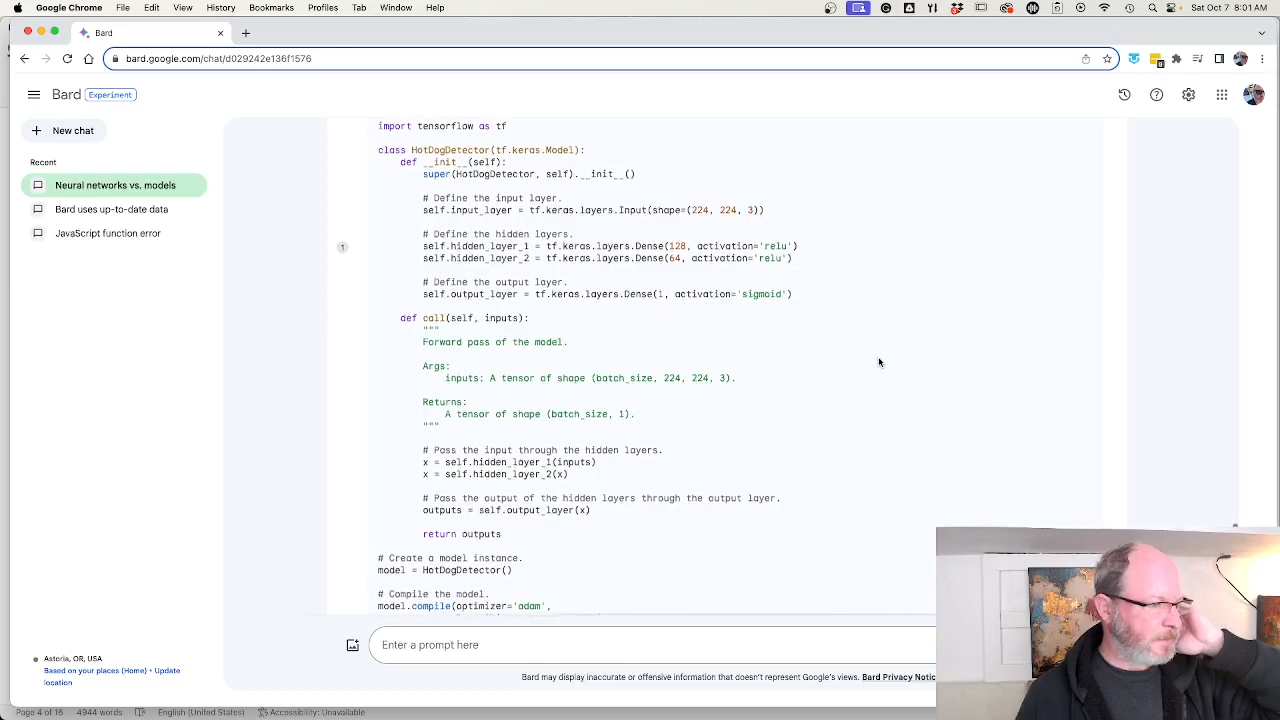 Google Chrome File Edit View History Bookmarks Profiles Tab Window Help Sat Oct 7 8:01 AM
Bard
bard.google.com/chat/d029242e136f1576
Bard Experiment
New chat
Recent
Neural networks vs. models
Bard uses up-to-date data
JavaScript function error
import tensorflow as tf
class HotDogDetector(tf.keras.Model):
def __init__(self):
super(HotDogDetector, self).__init__()
# Define the input layer.
self.input_layer = tf.keras.layers.Input(shape=(224, 224, 3))
# Define the hidden layers.
1
self.hidden_layer_1 = tf.keras.layers.Dense(128, activation='relu')
self.hidden_layer_2 = tf.keras.layers.Dense(64, activation='relu')
# Define the output layer.
self.output_layer = tf.keras.layers.Dense(1, activation='sigmoid')
def call(self, inputs):
"""
Forward pass of the model.
Args:
inputs: A tensor of shape (batch_size, 224, 224, 3).
Returns:
A tensor of shape (batch_size, 1).
"""
# Pass the input through the hidden layers.
x = self.hidden_layer_1(inputs)
x = self.hidden_layer_2(x)
# Pass the output of the hidden layers through the output layer.
outputs = self.output_layer(x)
return outputs
# Create a model instance.
model = HotDogDetector()
# Compile the model.
model.compile(optimizer='adam',
Enter a prompt here
Astoria, OR, USA
Based on your places (Home) • Update
location
Bard may display inaccurate or offensive information that doesn't represent Google's views. Bard Privacy
Page 4 of 16 4944 words English (United States) Accessibility: Unavailable